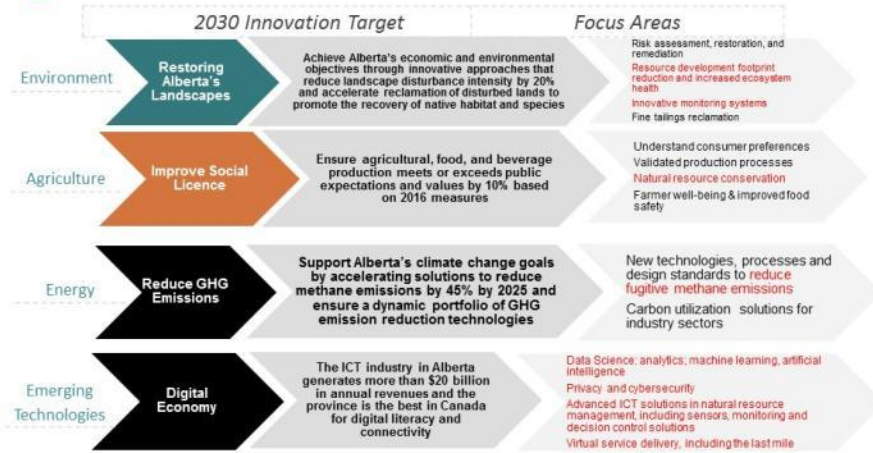 2030 Innovation Target
Focus Areas
Environment
Restoring
Alberta's
Landscapes
Achieve Alberta's economic and environmental
objectives through innovative approaches that
reduce landscape disturbance intensity by 20%
and accelerate reclamation of disturbed lands to
promote the recovery of native habitat and species
Risk assessment, restoration, and
remediation
Resource development footprint
reduction and increased ecosystem
health
Innovative monitoring systems
Fine tailings reclamation
Agriculture
Improve Social
Licence
Ensure agricultural, food, and beverage
production meets or exceeds public
expectations and values by 10% based
on 2016 measures
Understand consumer preferences
Validated production processes
Natural resource conservation
Farmer well-being & improved food
safety
Energy
Reduce GHG
Emissions
Support Alberta's climate change goals
by accelerating solutions to reduce
methane emissions by 45% by 2025 and
ensure a dynamic portfolio of GHG
emission reduction technologies
New technologies, processes and
design standards to reduce
fugitive methane emissions
Carbon utilization solutions for
industry sectors
Emerging
Technologies
Digital
Economy
The ICT industry in Alberta
generates more than $20 billion
in annual revenues and the
province is the best in Canada
for digital literacy and
connectivity
Data Science: analytics; machine learning, artificial
intelligence
Privacy and cybersecurity
Advanced ICT solutions in natural resource
management, including sensors, monitoring and
decision control solutions
Virtual service delivery, including the last mile